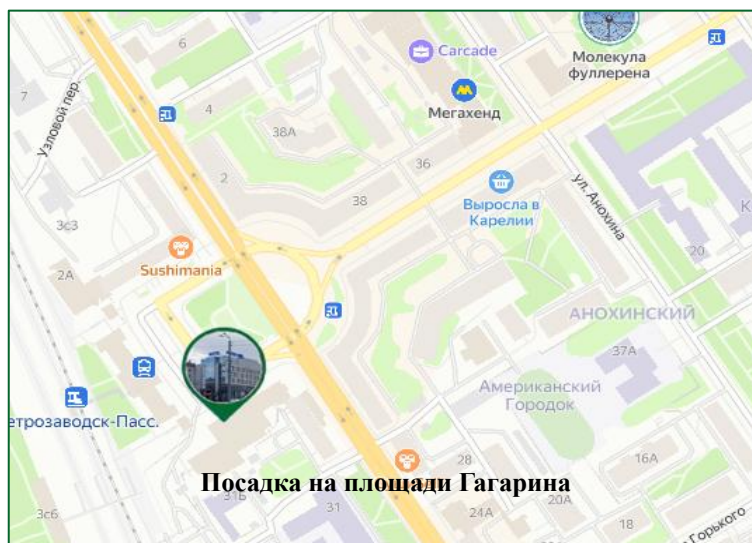 6
Carcade
Молекула
фуллерена
7
Узловой пер.
4
Мегахенд
38А
36
2
38
ул. Анохина
Выросла в
Карелии
3с3
20
К
Sushimania
2А
АНОХИНСКИЙ
37А
Американский
Городок
етрозаводск-Пасс.
28
16А
Посадка на площади Гагарина
31Б
31
20А
3с6
24А
18
Горького